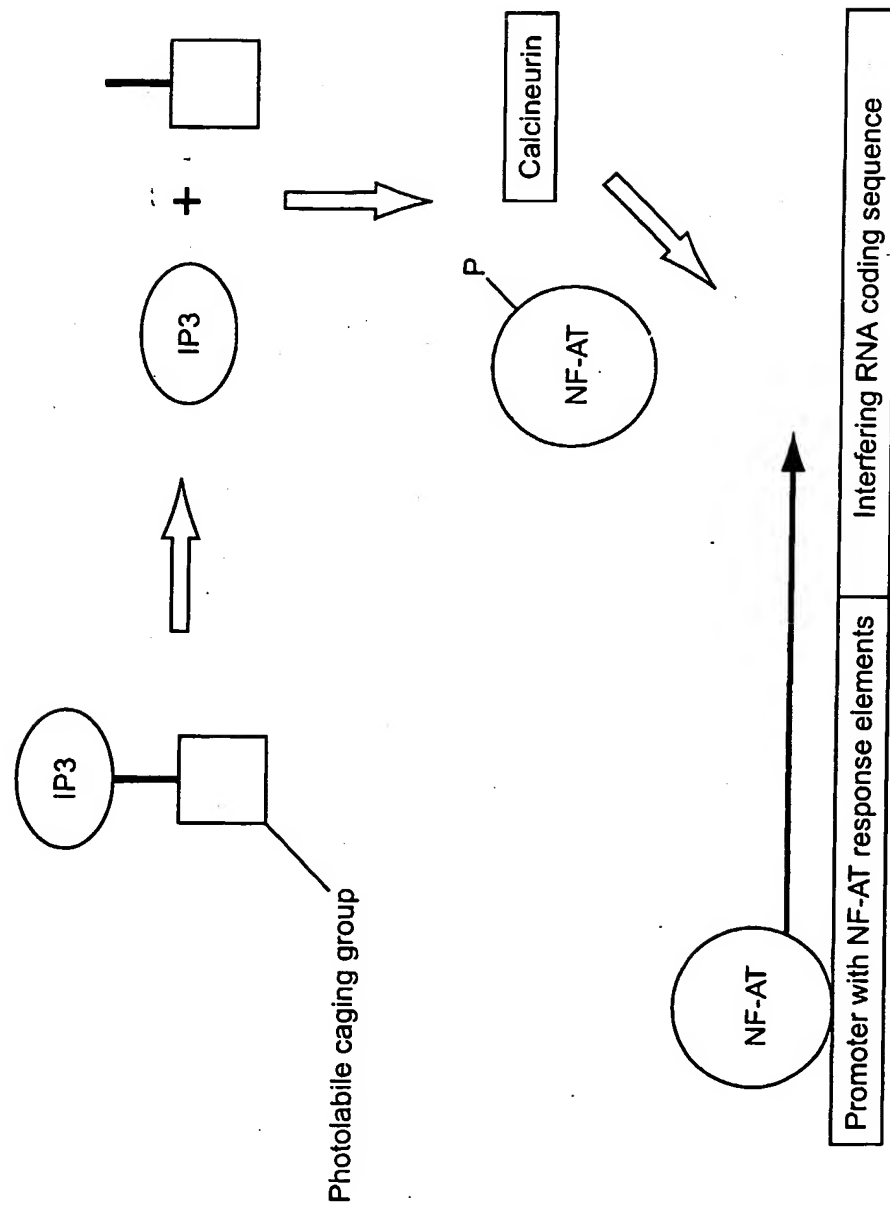 IP3
Photolabile caging group
IP3
+
P
NF-AT
Calcineurin
NF-AT
Promoter with NF-AT response elements
Interfering RNA coding sequence